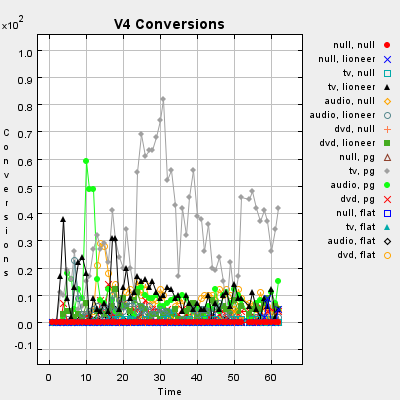 V4 Conversions
x10²
1.0
0.9
0.8
0.7
0.6
0.5
0.4
0.3
0.2
0.1
0.0
-0.1
Conversions
0 10 20 30 40 50 60
Time
null, null
null, lioneer
tv, null
tv, lioneer
audio, null
audio, lioneer
dvd, null
dvd, lioneer
null, pg
tv, pg
audio, pg
dvd, pg
null, flat
tv, flat
audio, flat
dvd, flat